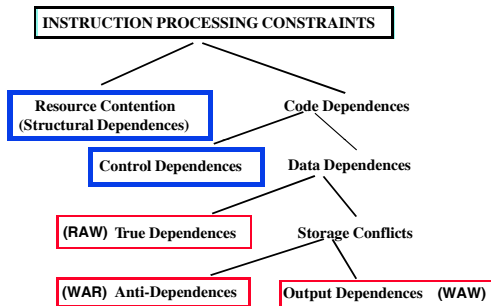 INSTRUCTION PROCESSING CONSTRAINTS
Resource Contention
(Structural Dependences)
Code Dependences
Control Dependences
Data Dependences
(RAW) True Dependences
Storage Conflicts
(WAR) Anti-Dependences
Output Dependences (WAW)